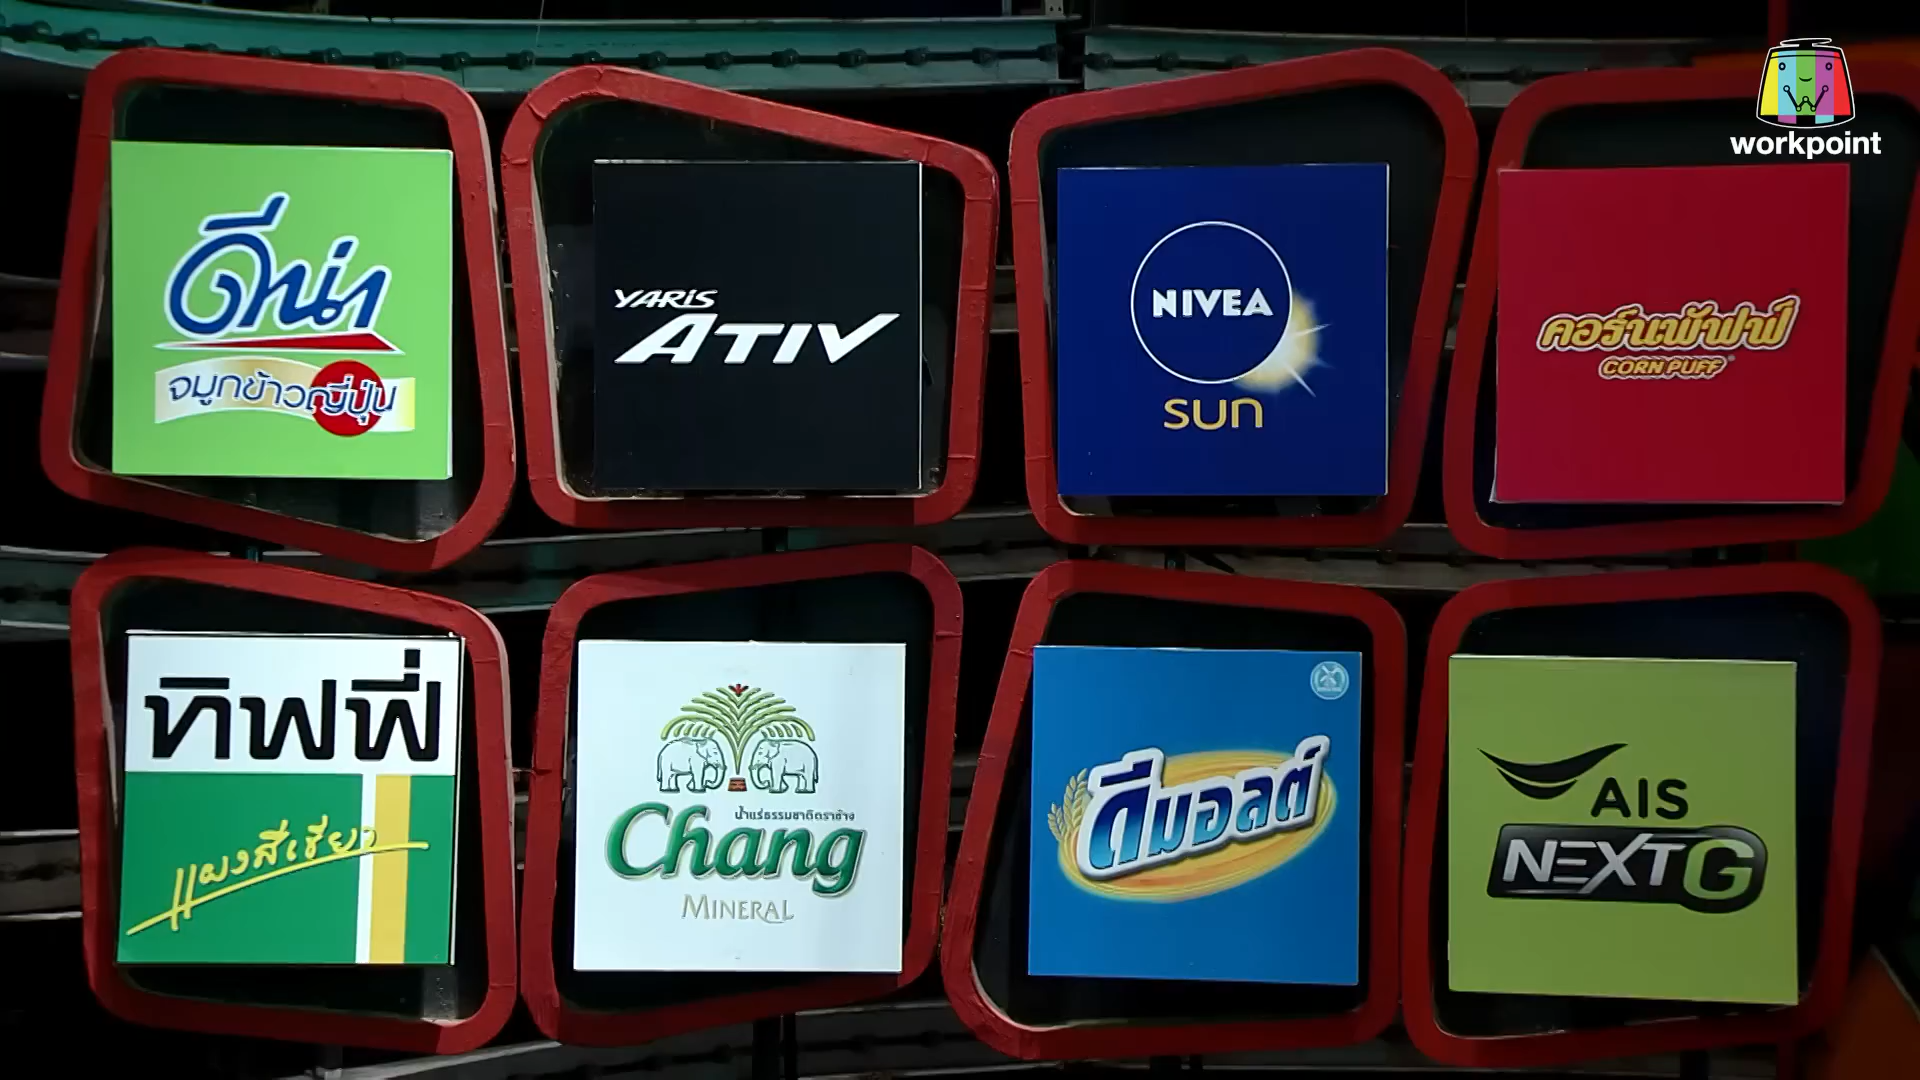 workpoint
ดีน่า
จมูกข้าวญี่ปุ่น
YARIS
ATIV
NIVEA
SUN
คอร์นพัฟฟ์
CORN PUFF
ทิฟฟี่
แผงสีเขียว
น้ำแร่ธรรมชาติตราช้าง
Chang
MINERAL
ดีมอลต์
AIS
NEXT G